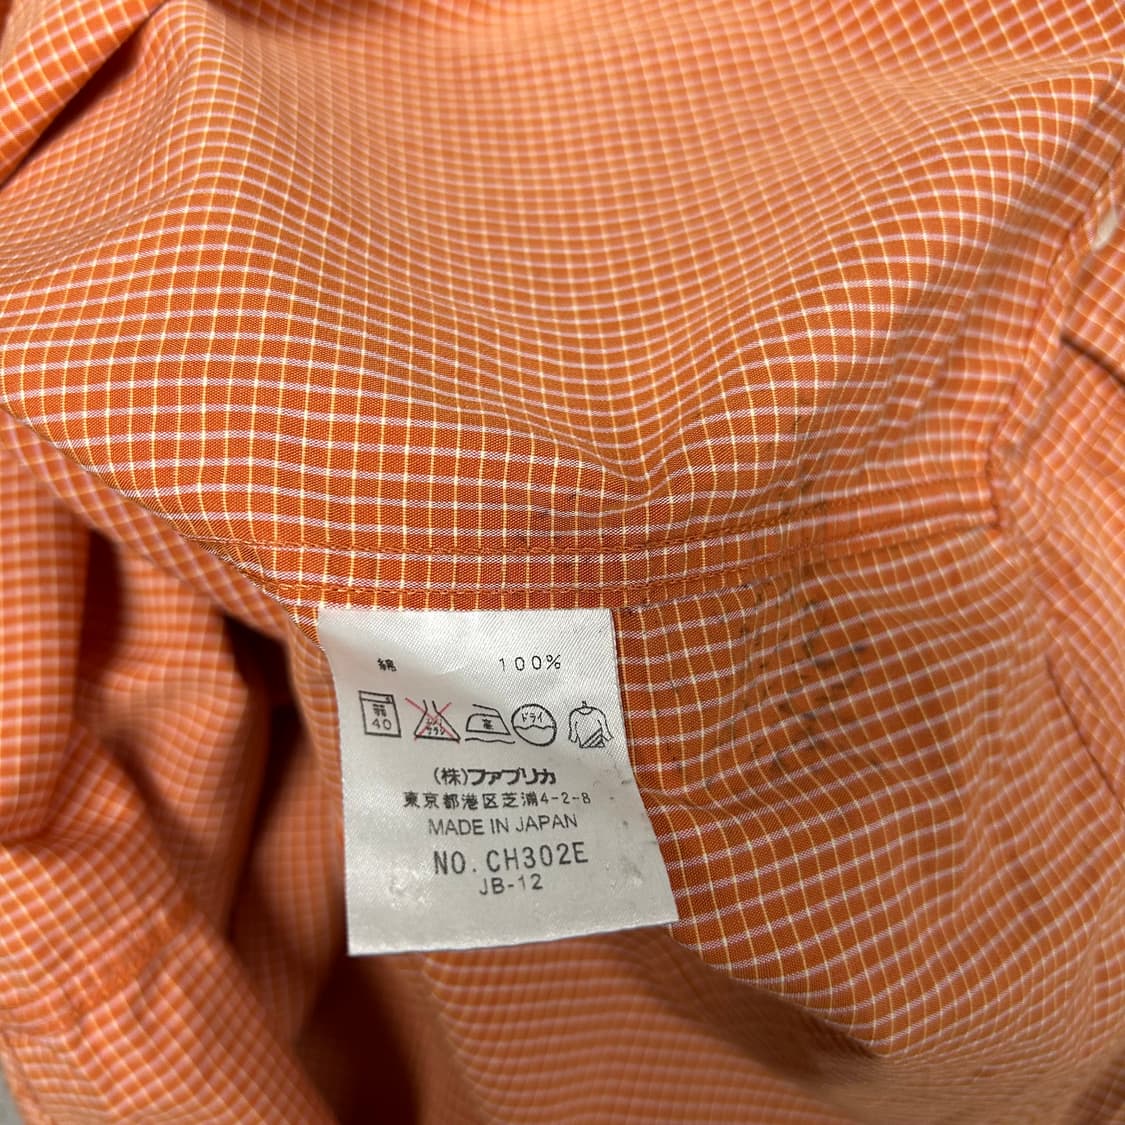 綿 100%
弱 40 エンソ サラシ 中 ドライ
(株)ファブリカ
東京都港区芝浦4-2-8
MADE IN JAPAN
NO. CH302E
JB-12